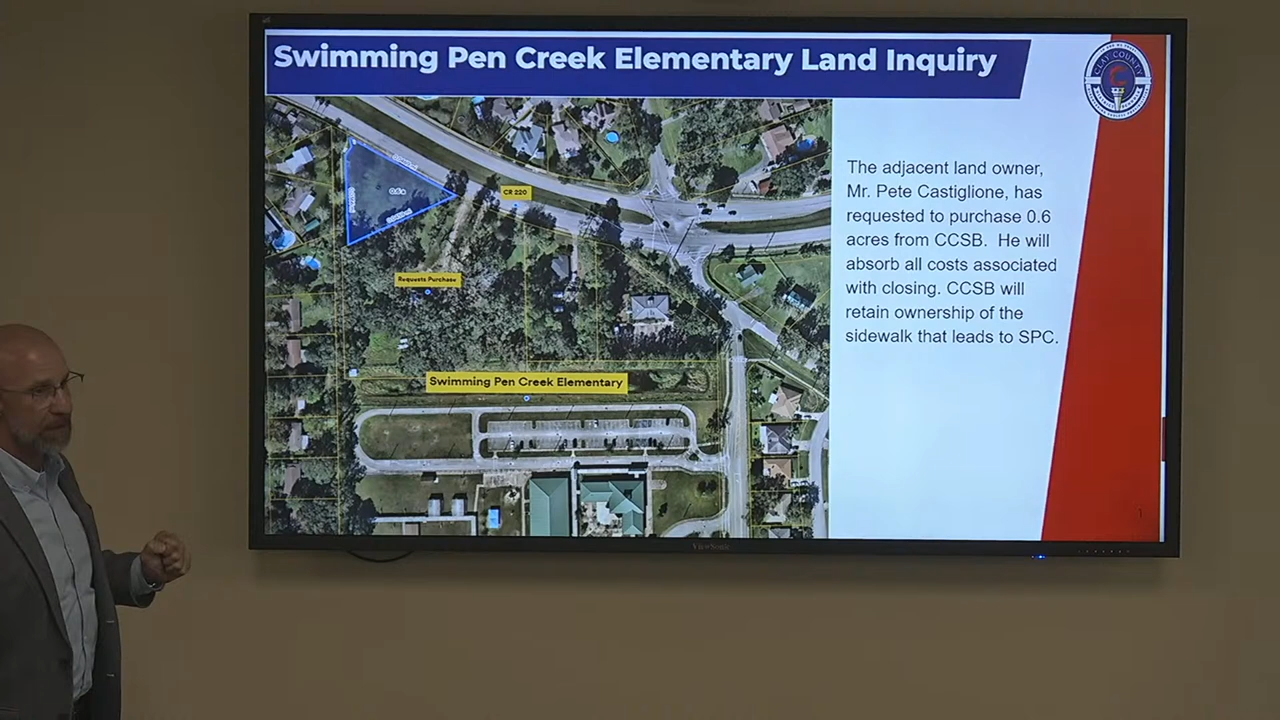 Swimming Pen Creek Elementary Land Inquiry
CLAY COUNTY
The adjacent land owner,
Mr. Pete Castiglione, has
requested to purchase 0.6
acres from CCSB. He will
absorb all costs associated
with closing. CCSB will
retain ownership of the
sidewalk that leads to SPC.
CR 220
Requests Purchase
Swimming Pen Creek Elementary
1
ViewSonic